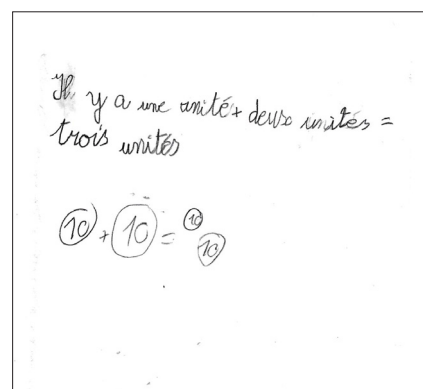 Il y a une unité + deux unités =
trois unités
10 + 10 = 10
10